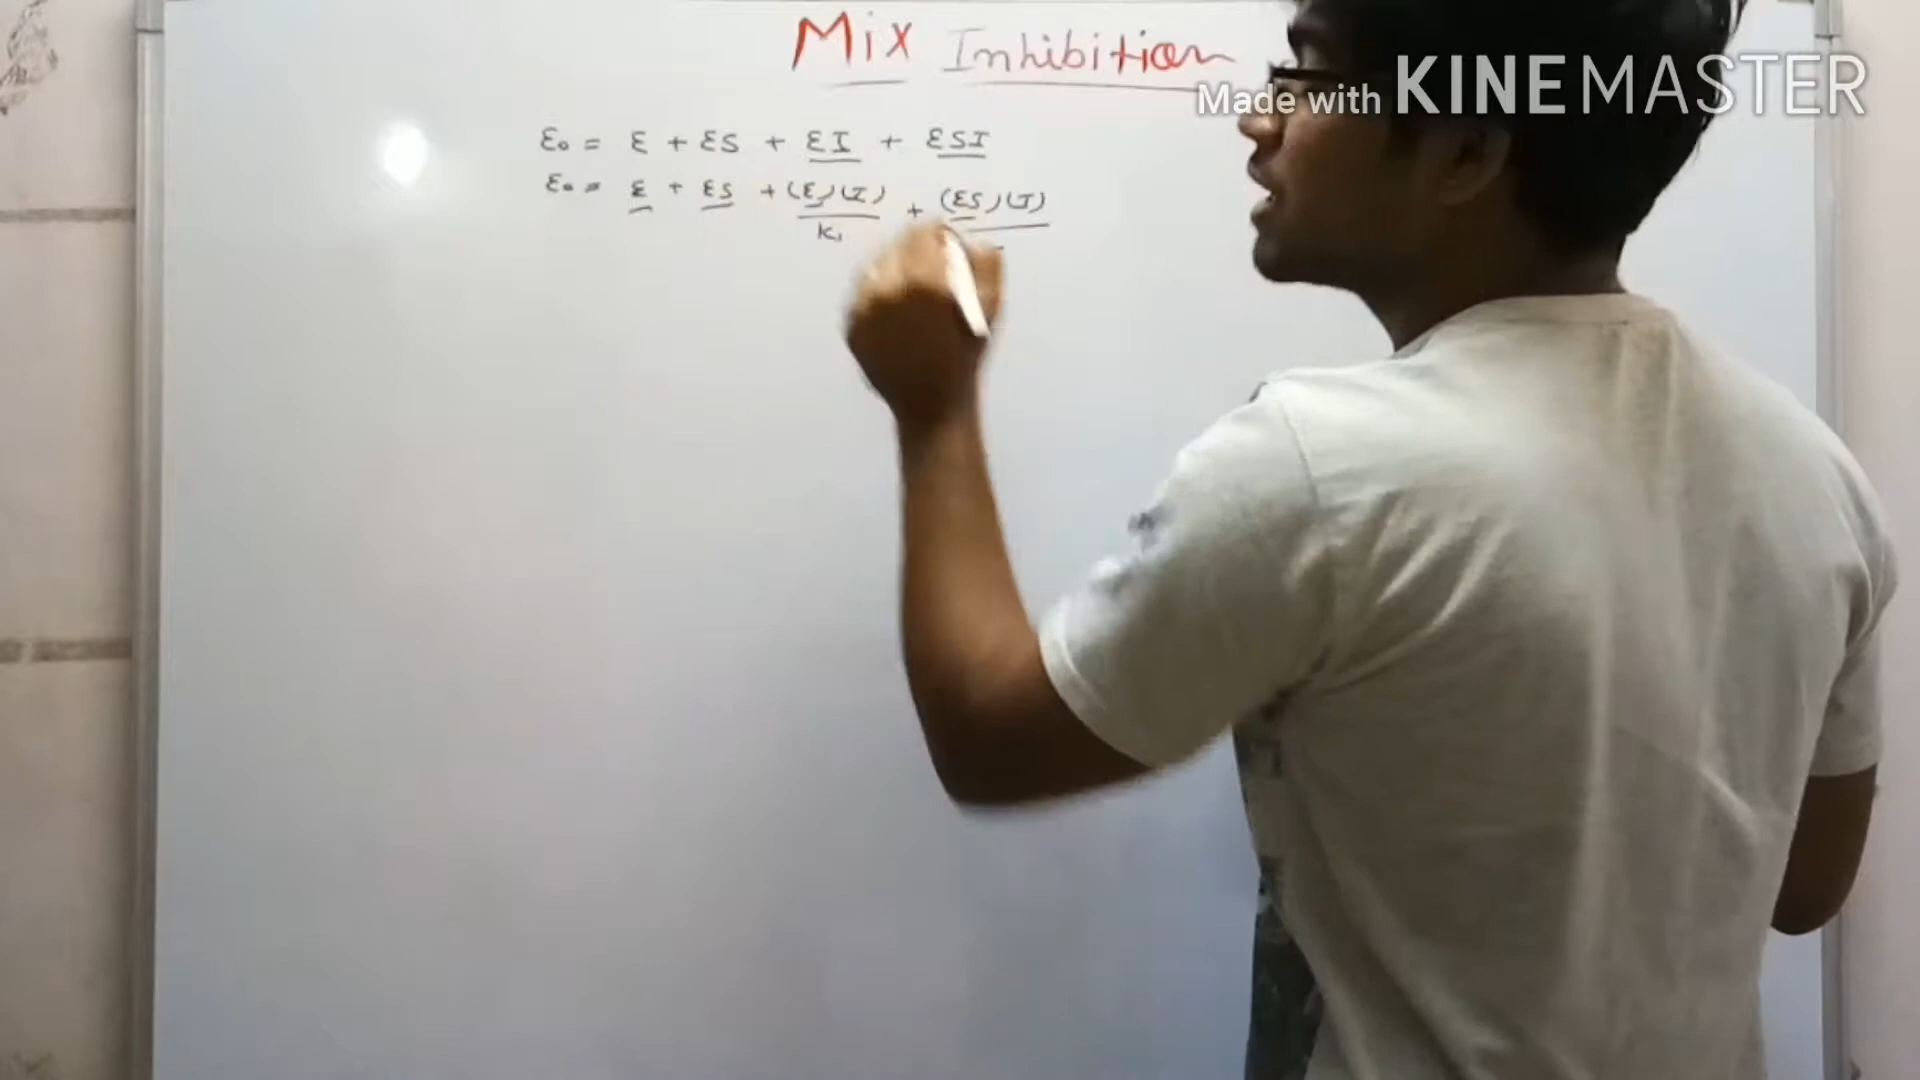 Mix Inhibition
Made with KINEMASTER
E₀ = E + ES + EI + ESI
E₀ = E + ES + (E)(I) / K₁ + (ES)(I)